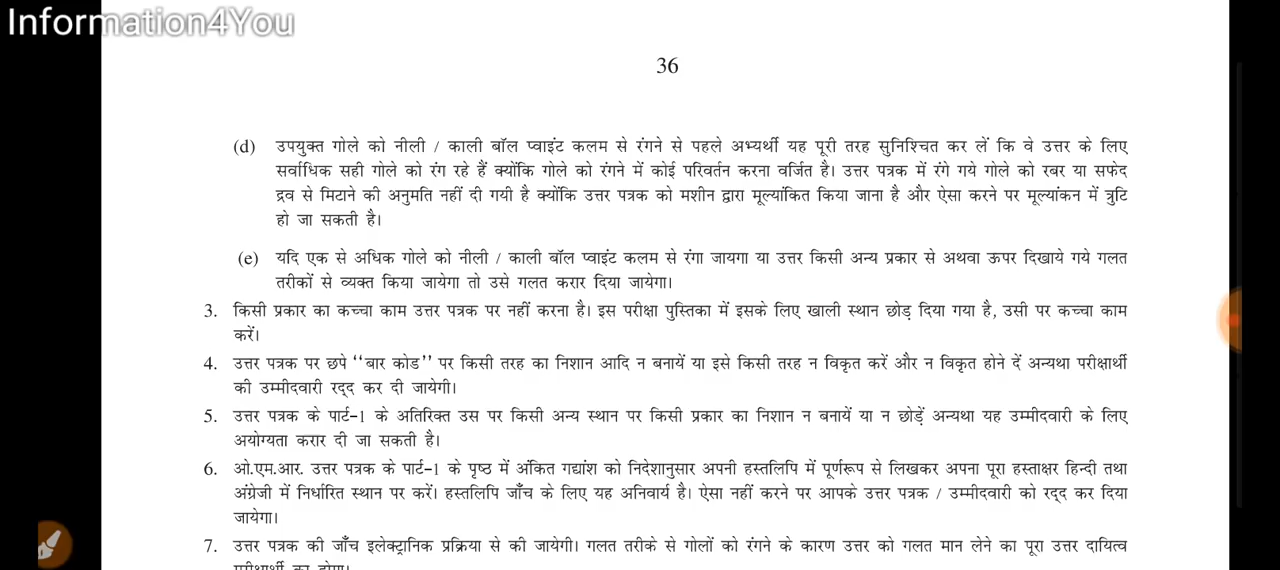 Information4You
36
(d) उपयुक्त गोले को नीली / काली बॉल प्वाइंट कलम से रंगने से पहले अभ्यर्थी यह पूरी तरह सुनिश्चित कर लें कि वे उत्तर के लिए
सर्वाधिक सही गोले को रंग रहे हैं क्योंकि गोले को रंगने में कोई परिवर्तन करना वर्जित है। उत्तर पत्रक में रंगे गये गोले को रबर या सफेद
द्रव से मिटाने की अनुमति नहीं दी गयी है क्योंकि उत्तर पत्रक को मशीन द्वारा मूल्यांकित किया जाना है और ऐसा करने पर मूल्यांकन में त्रुटि
हो जा सकती है।
(e) यदि एक से अधिक गोले को नीली / काली बॉल प्वाइंट कलम से रंगा जायगा या उत्तर किसी अन्य प्रकार से अथवा ऊपर दिखाये गये गलत
तरीकों से व्यक्त किया जायेगा तो उसे गलत करार दिया जायेगा।
3. किसी प्रकार का कच्चा काम उत्तर पत्रक पर नहीं करना है। इस परीक्षा पुस्तिका में इसके लिए खाली स्थान छोड़ दिया गया है, उसी पर कच्चा काम
करें।
4. उत्तर पत्रक पर छपे ‘‘बार कोड’’ पर किसी तरह का निशान आदि न बनायें या इसे किसी तरह न विकृत करें और न विकृत होने दें अन्यथा परीक्षार्थी
की उम्मीदवारी रद्द कर दी जायेगी।
5. उत्तर पत्रक के पार्ट-1 के अतिरिक्त उस पर किसी अन्य स्थान पर किसी प्रकार का निशान न बनायें या न छोड़ें अन्यथा यह उम्मीदवारी के लिए
अयोग्यता करार दी जा सकती है।
6. ओ.एम.आर. उत्तर पत्रक के पार्ट-1 के पृष्ठ में अंकित गद्यांश को निदेशानुसार अपनी हस्तलिपि में पूर्णरूप से लिखकर अपना पूरा हस्ताक्षर हिन्दी तथा
अंग्रेजी में निर्धारित स्थान पर करें। हस्तलिपि जाँच के लिए यह अनिवार्य है। ऐसा नहीं करने पर आपके उत्तर पत्रक / उम्मीदवारी को रद्द कर दिया
जायेगा।
7. उत्तर पत्रक की जाँच इलेक्ट्रानिक प्रक्रिया से की जायेगी। गलत तरीके से गोलों को रंगने के कारण उत्तर को गलत मान लेने का पूरा उत्तर दायित्व